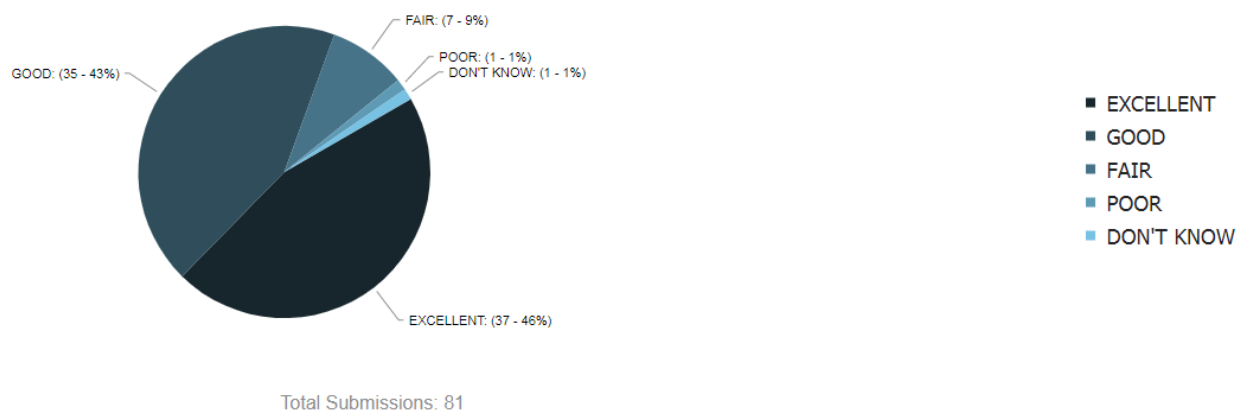 FAIR: (7 - 9%)
POOR: (1 - 1%)
DON'T KNOW: (1 - 1%)
GOOD: (35 - 43%)
EXCELLENT: (37 - 46%)
EXCELLENT
GOOD
FAIR
POOR
DON'T KNOW
Total Submissions: 81